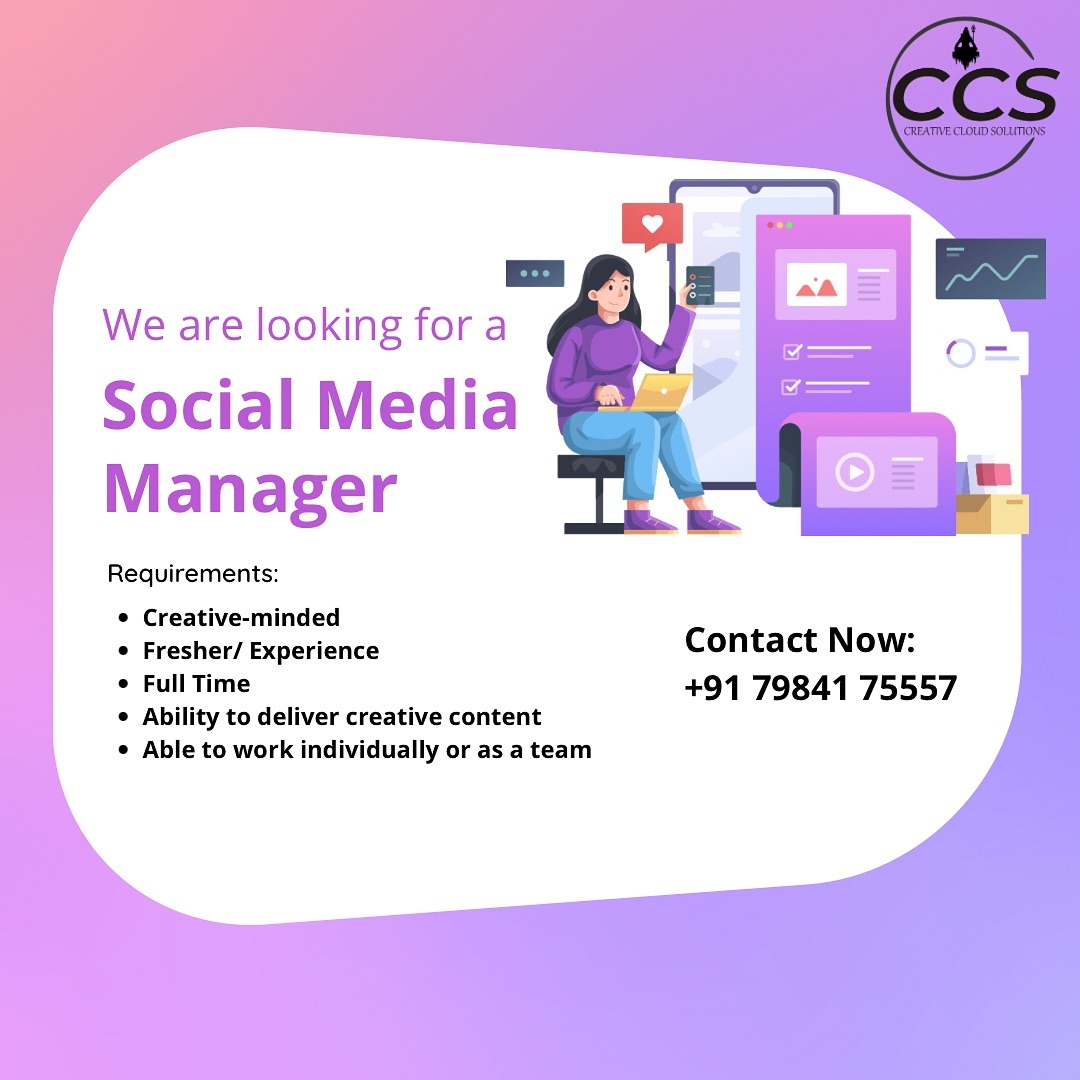 CCS
CREATIVE CLOUD SOLUTIONS
We are looking for a
Social Media
Manager
Requirements:
• Creative-minded
• Fresher/ Experience
• Full Time
• Ability to deliver creative content
• Able to work individually or as a team
Contact Now:
+91 79841 75557